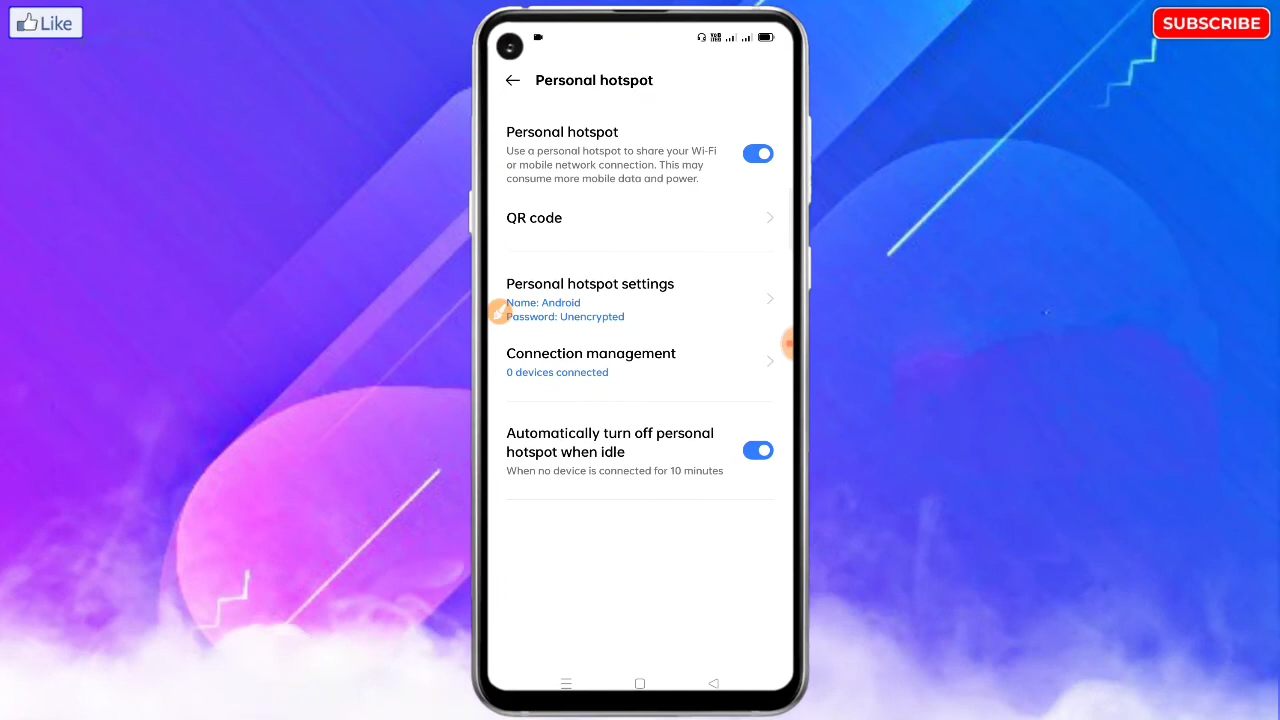 Like
SUBSCRIBE
Personal hotspot
Personal hotspot
Use a personal hotspot to share your Wi-Fi
or mobile network connection. This may
consume more mobile data and power.
QR code
Personal hotspot settings
Name: Android
Password: Unencrypted
Connection management
0 devices connected
Automatically turn off personal
hotspot when idle
When no device is connected for 10 minutes